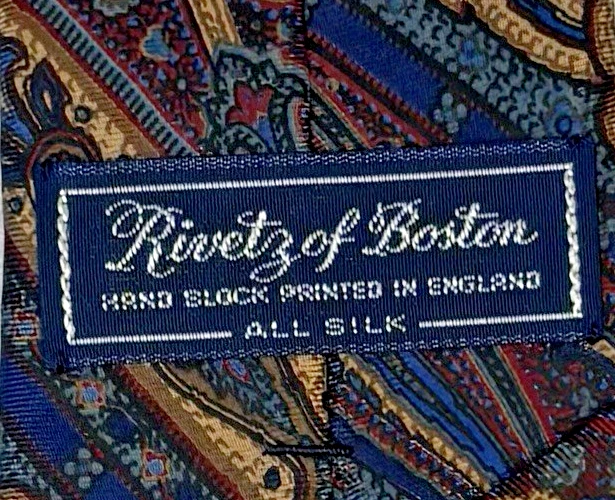 Rivetz of Boston
HAND BLOCK PRINTED IN ENGLAND
ALL SILK